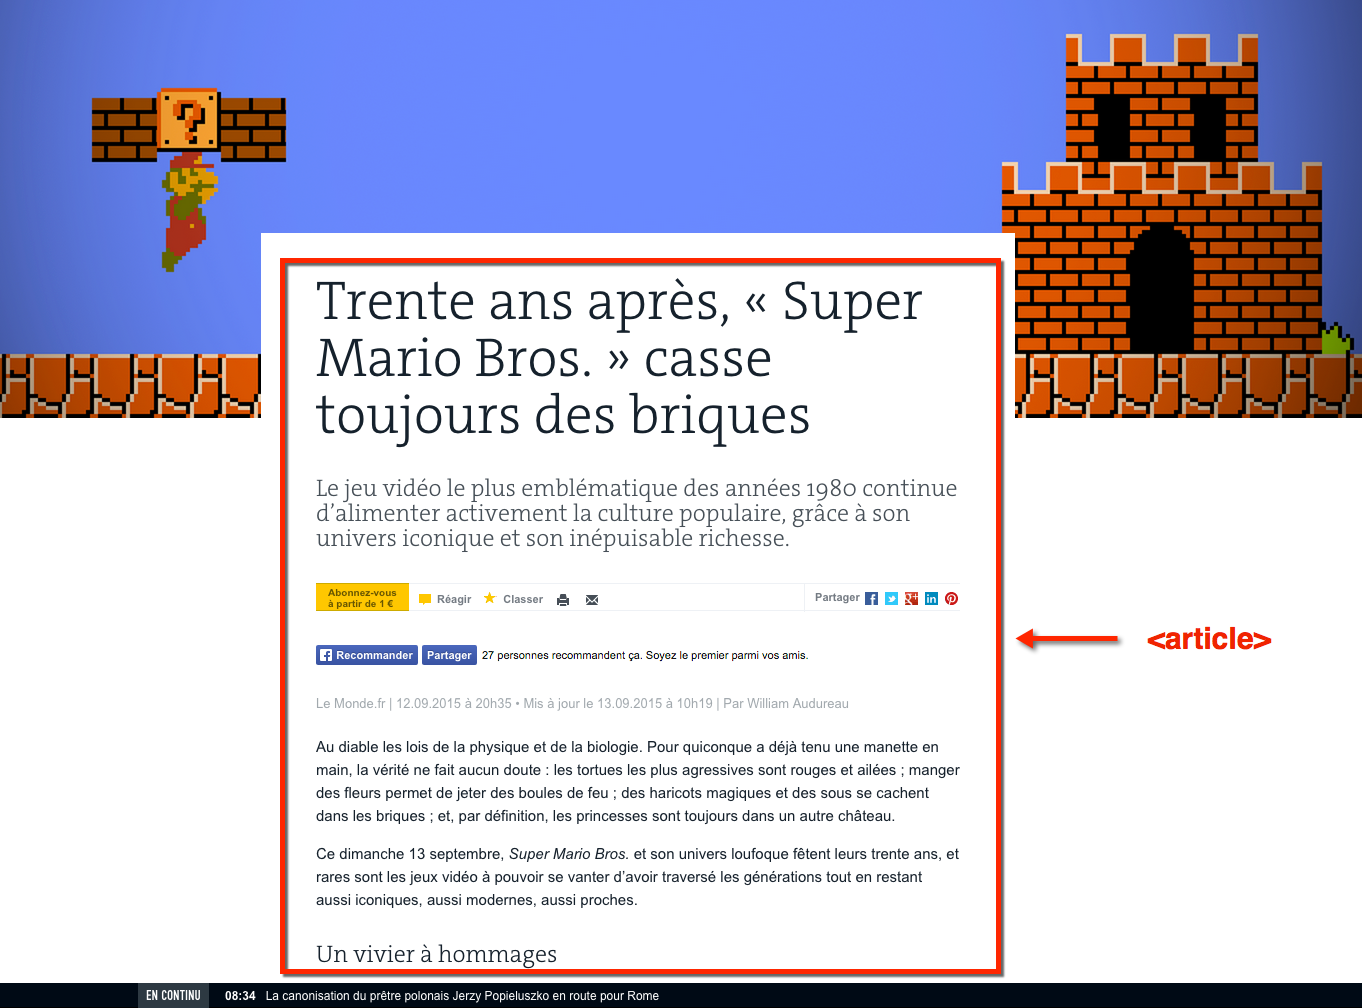 ?
Trente ans après, « Super
Mario Bros. » casse
toujours des briques
Le jeu vidéo le plus emblématique des années 1980 continue
d’alimenter activement la culture populaire, grâce à son
univers iconique et son inépuisable richesse.
Abonnez-vous
à partir de 1 €
Réagir
Classer
Partager
Recommander
Partager
27 personnes recommandent ça. Soyez le premier parmi vos amis.
<article>
Le Monde.fr | 12.09.2015 à 20h35 • Mis à jour le 13.09.2015 à 10h19 | Par William Audureau
Au diable les lois de la physique et de la biologie. Pour quiconque a déjà tenu une manette en
main, la vérité ne fait aucun doute : les tortues les plus agressives sont rouges et ailées ; manger
des fleurs permet de jeter des boules de feu ; des haricots magiques et des sous se cachent
dans les briques ; et, par définition, les princesses sont toujours dans un autre château.
Ce dimanche 13 septembre, Super Mario Bros. et son univers loufoque fêtent leurs trente ans, et
rares sont les jeux vidéo à pouvoir se vanter d’avoir traversé les générations tout en restant
aussi iconiques, aussi modernes, aussi proches.
Un vivier à hommages
EN CONTINU 08:34 La canonisation du prêtre polonais Jerzy Popieluszko en route pour Rome